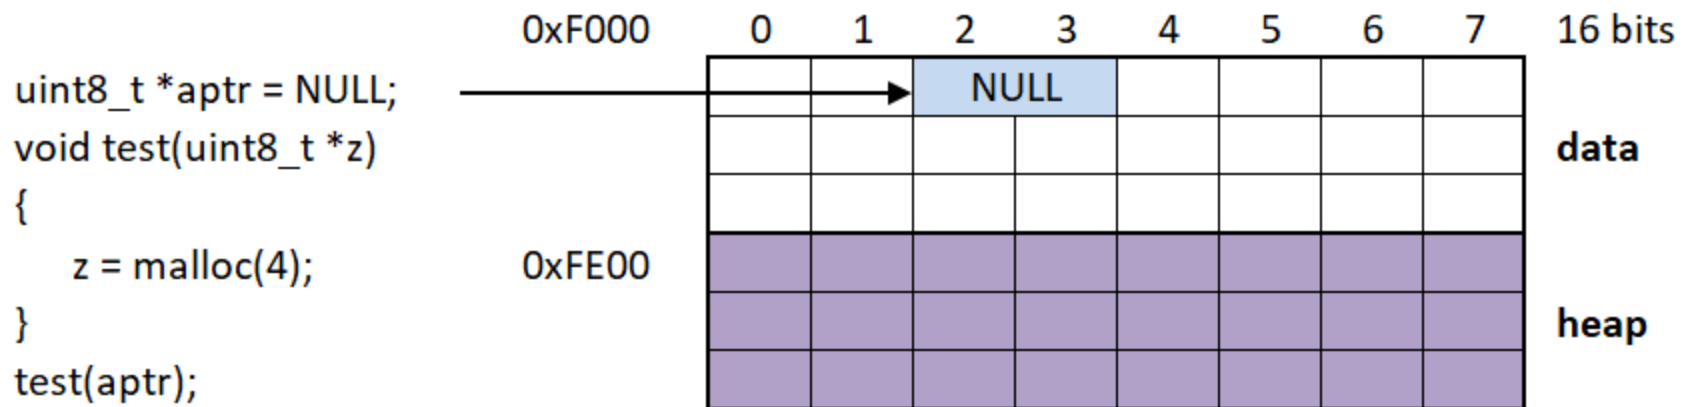 0xF000 0 1 2 3 4 5 6 7 16 bits
uint8_t *aptr = NULL; NULL
void test(uint8_t *z) data
{
z = malloc(4); 0xFE00
} heap
test(aptr);